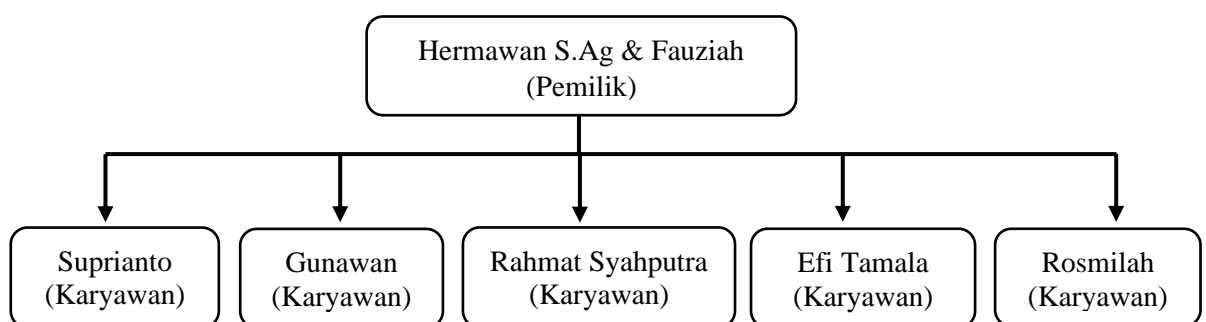 Hermawan S.Ag & Fauziah
(Pemilik)
Suprianto
(Karyawan)
Gunawan
(Karyawan)
Rahmat Syahputra
(Karyawan)
Efi Tamala
(Karyawan)
Rosmilah
(Karyawan)